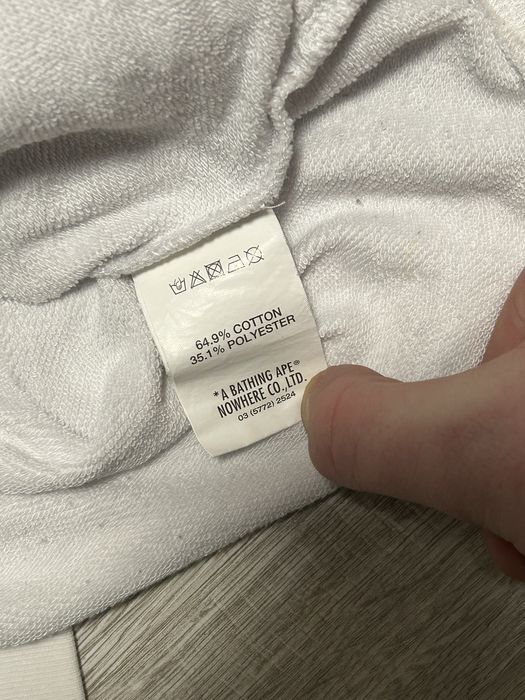 64.9% COTTON
35.1% POLYESTER
*A BATHING APE®
NOWHERE CO.,LTD.
03 (5772) 2524